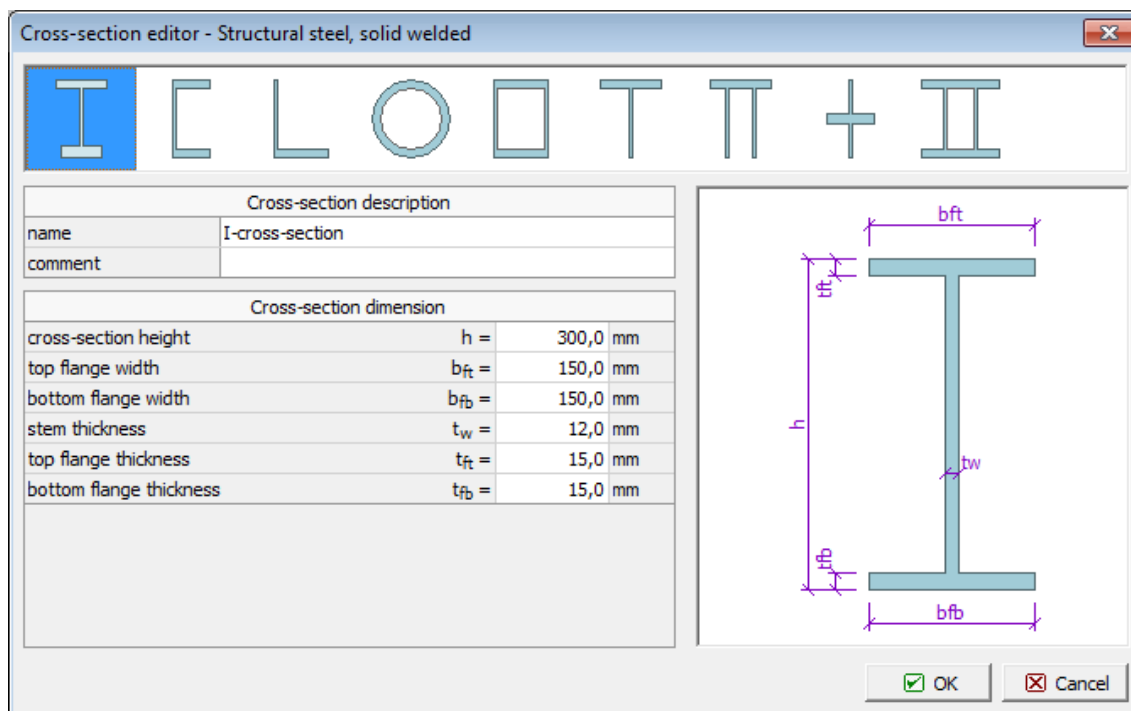 Cross-section editor - Structural steel, solid welded
Cross-section description
name I-cross-section
comment
Cross-section dimension
cross-section height h = 300,0 mm
top flange width bft = 150,0 mm
bottom flange width bfb = 150,0 mm
stem thickness tw = 12,0 mm
top flange thickness tft = 15,0 mm
bottom flange thickness tfb = 15,0 mm
bft
tft
h
tw
tfb
bfb
OK Cancel